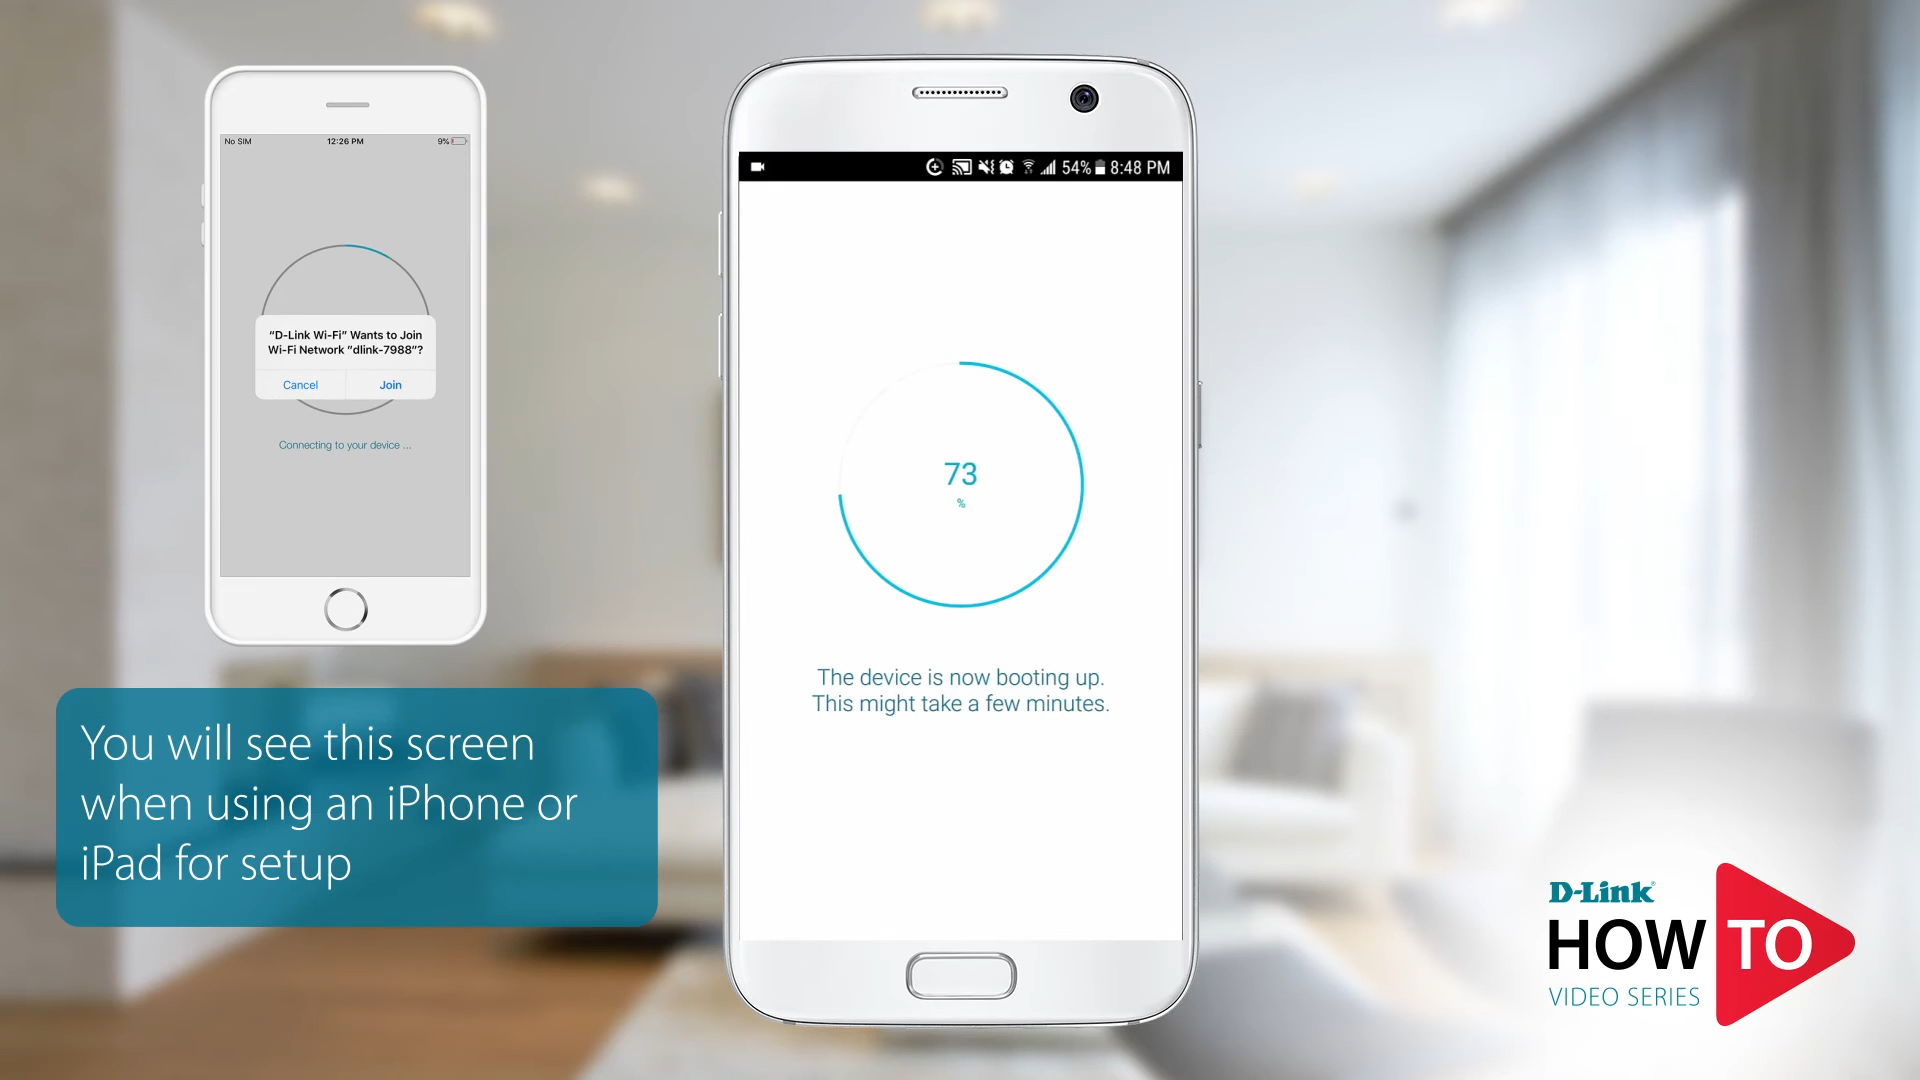 No SIM 12:26 PM 9%
"D-Link Wi-Fi" Wants to Join
Wi-Fi Network "dlink-7988"?
Cancel Join
Connecting to your device ...
You will see this screen
when using an iPhone or
iPad for setup
54% 8:48 PM
73
%
The device is now booting up.
This might take a few minutes.
D-Link®
HOW TO
VIDEO SERIES